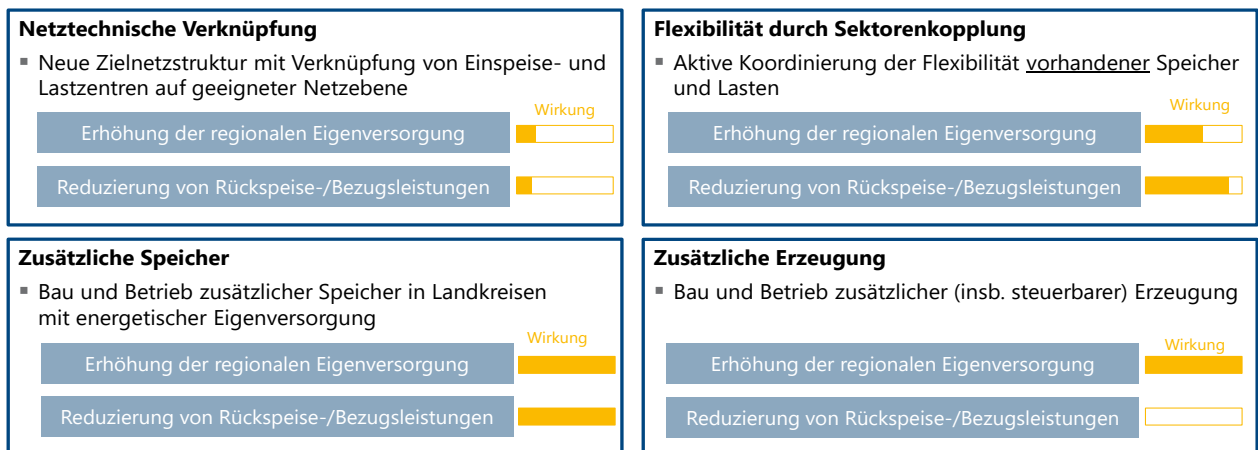 Netztechnische Verknüpfung
▪ Neue Zielnetzstruktur mit Verknüpfung von Einspeise- und
Lastzentren auf geeigneter Netzebene
Wirkung
Erhöhung der regionalen Eigenversorgung
Reduzierung von Rückspeise-/Bezugsleistungen
Flexibilität durch Sektorenkopplung
▪ Aktive Koordinierung der Flexibilität vorhandener Speicher
und Lasten
Wirkung
Erhöhung der regionalen Eigenversorgung
Reduzierung von Rückspeise-/Bezugsleistungen
Zusätzliche Speicher
▪ Bau und Betrieb zusätzlicher Speicher in Landkreisen
mit energetischer Eigenversorgung
Wirkung
Erhöhung der regionalen Eigenversorgung
Reduzierung von Rückspeise-/Bezugsleistungen
Zusätzliche Erzeugung
▪ Bau und Betrieb zusätzlicher (insb. steuerbarer) Erzeugung
Wirkung
Erhöhung der regionalen Eigenversorgung
Reduzierung von Rückspeise-/Bezugsleistungen